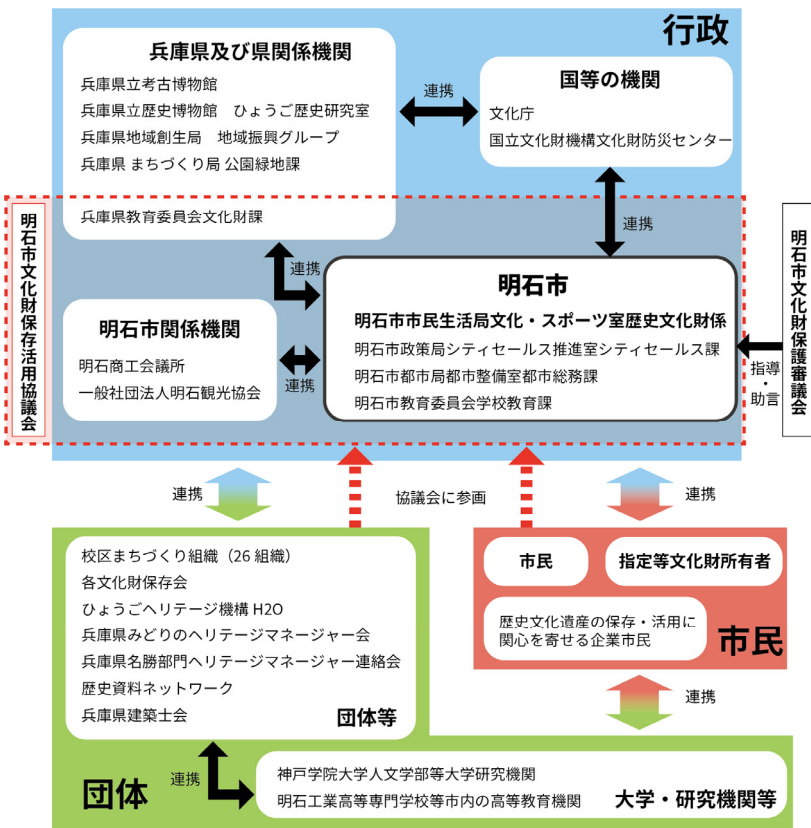 行政
兵庫県及び県関係機関
兵庫県立考古博物館
兵庫県立歴史博物館　ひょうご歴史研究室
兵庫県地域創生局　地域振興グループ
兵庫県 まちづくり局 公園緑地課
兵庫県教育委員会文化財課
連携
国等の機関
文化庁
国立文化財機構文化財防災センター
連携
明石市文化財保存活用協議会
連携
明石市
明石市市民生活局文化・スポーツ室歴史文化財係
明石市政策局シティセールス推進室シティセールス課
明石市都市局都市整備室都市総務課
明石市教育委員会学校教育課
明石市関係機関
明石商工会議所
一般社団法人明石観光協会
連携
明石市文化財保護審議会
指導
・
助言
連携
協議会に参画
連携
校区まちづくり組織（26 組織）
各文化財保存会
ひょうごヘリテージ機構 H2O
兵庫県みどりのヘリテージマネージャー会
兵庫県名勝部門ヘリテージマネージャー連絡会
歴史資料ネットワーク
兵庫県建築士会
団体等
市民
指定等文化財所有者
歴史文化遺産の保存・活用に
関心を寄せる企業市民
市民
連携
団体
連携
神戸学院大学人文学部等大学研究機関
明石工業高等専門学校等市内の高等教育機関
大学・研究機関等